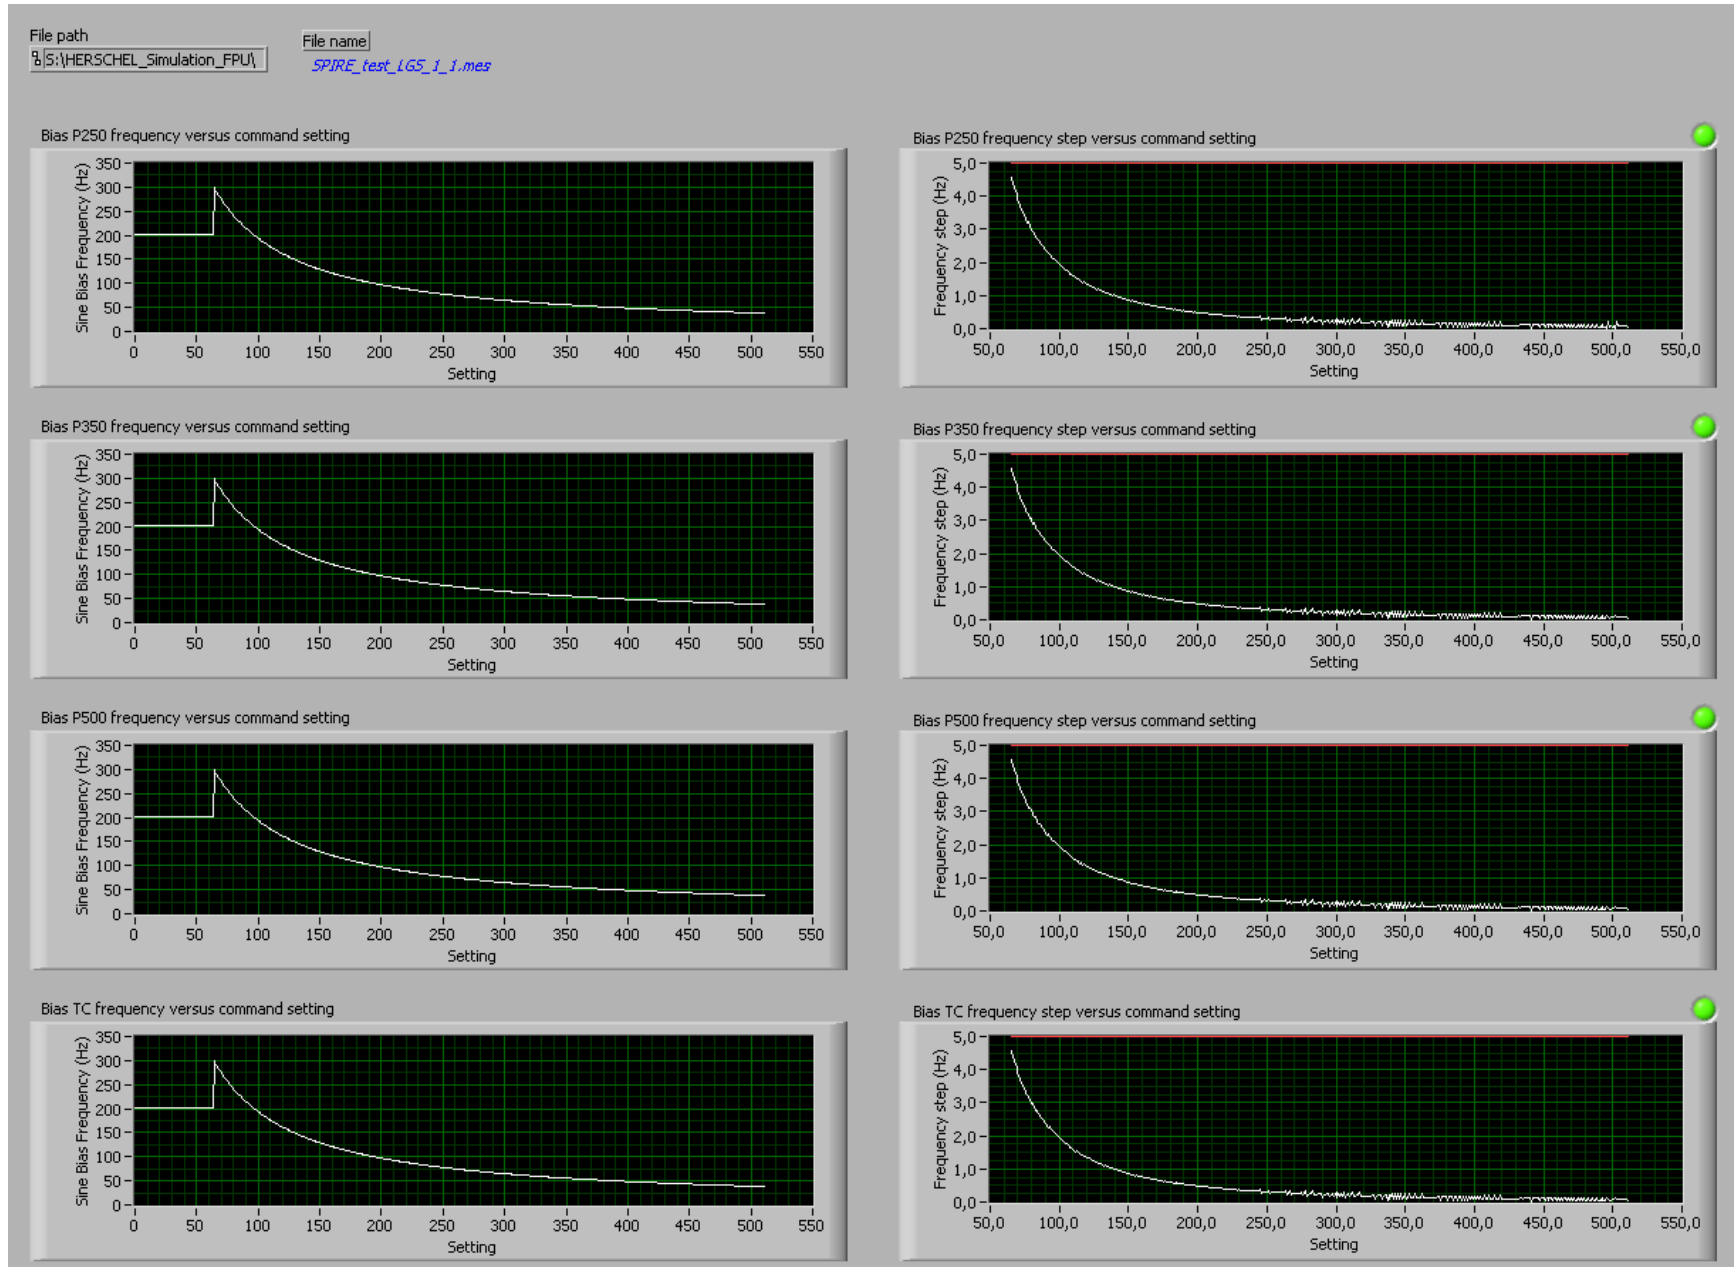 File path
File name
S:\HERSCHEL_Simulation_FPU\
SPIRE_test_LG5_1_1.mes
Bias P250 frequency versus command setting
Sine Bias Frequency (Hz)
350
300
250
200
150
100
50
0
0 50 100 150 200 250 300 350 400 450 500 550
Setting
Bias P250 frequency step versus command setting
Frequency step (Hz)
5,0
4,0
3,0
2,0
1,0
0,0
50,0 100,0 150,0 200,0 250,0 300,0 350,0 400,0 450,0 500,0 550,0
Setting
Bias P350 frequency versus command setting
Sine Bias Frequency (Hz)
350
300
250
200
150
100
50
0
0 50 100 150 200 250 300 350 400 450 500 550
Setting
Bias P350 frequency step versus command setting
Frequency step (Hz)
5,0
4,0
3,0
2,0
1,0
0,0
50,0 100,0 150,0 200,0 250,0 300,0 350,0 400,0 450,0 500,0 550,0
Setting
Bias P500 frequency versus command setting
Sine Bias Frequency (Hz)
350
300
250
200
150
100
50
0
0 50 100 150 200 250 300 350 400 450 500 550
Setting
Bias P500 frequency step versus command setting
Frequency step (Hz)
5,0
4,0
3,0
2,0
1,0
0,0
50,0 100,0 150,0 200,0 250,0 300,0 350,0 400,0 450,0 500,0 550,0
Setting
Bias TC frequency versus command setting
Sine Bias Frequency (Hz)
350
300
250
200
150
100
50
0
0 50 100 150 200 250 300 350 400 450 500 550
Setting
Bias TC frequency step versus command setting
Frequency step (Hz)
5,0
4,0
3,0
2,0
1,0
0,0
50,0 100,0 150,0 200,0 250,0 300,0 350,0 400,0 450,0 500,0 550,0
Setting